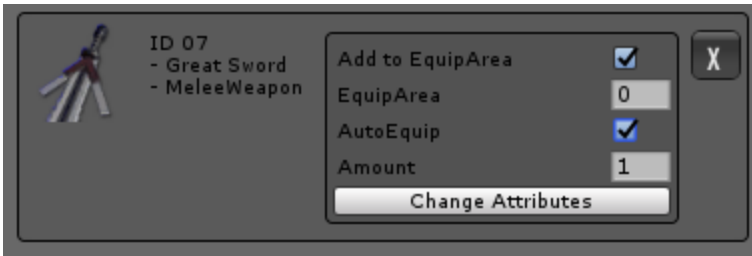 ID 07
- Great Sword
- MeleeWeapon
Add to EquipArea
EquipArea 0
AutoEquip
Amount 1
Change Attributes
X